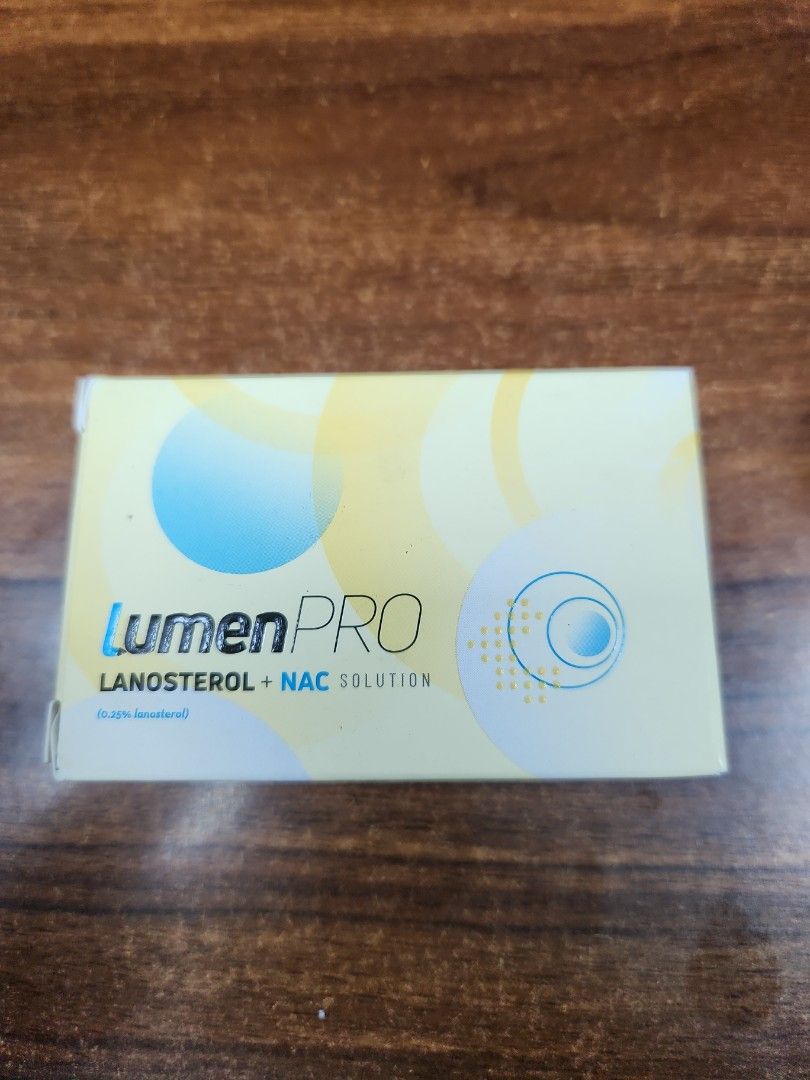 LumenPRO
LANOSTEROL + NAC SOLUTION
(0.25% lanosterol)